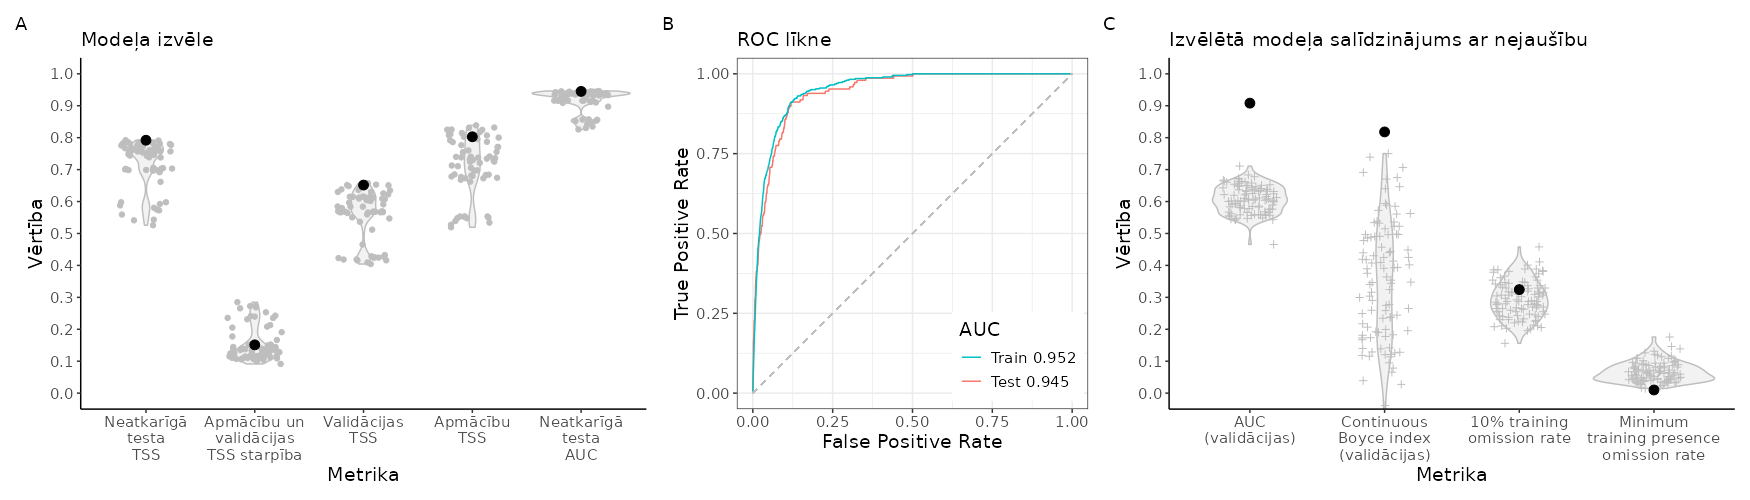 A
Modeļa izvēle
Vērtība
1.0
0.9
0.8
0.7
0.6
0.5
0.4
0.3
0.2
0.1
0.0
Neatkarīgā
testa
TSS
Apmācību un
validācijas
TSS starpība
Validācijas
TSS
Apmācību
TSS
Neatkarīgā
testa
AUC
Metrika
B
ROC līkne
True Positive Rate
1.00
0.75
0.50
0.25
0.00
AUC
Train 0.952
Test 0.945
0.00
0.25
0.50
0.75
1.00
False Positive Rate
C
Izvēlētā modeļa salīdzinājums ar nejaušību
Vērtība
1.0
0.9
0.8
0.7
0.6
0.5
0.4
0.3
0.2
0.1
0.0
AUC
(validācijas)
Continuous
Boyce index
(validācijas)
10% training
omission rate
Minimum
training presence
omission rate
Metrika